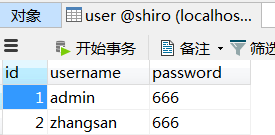 对象 user @shiro (localhos...
开始事务 备注 筛选
id username password
1 admin 666
2 zhangsan 666